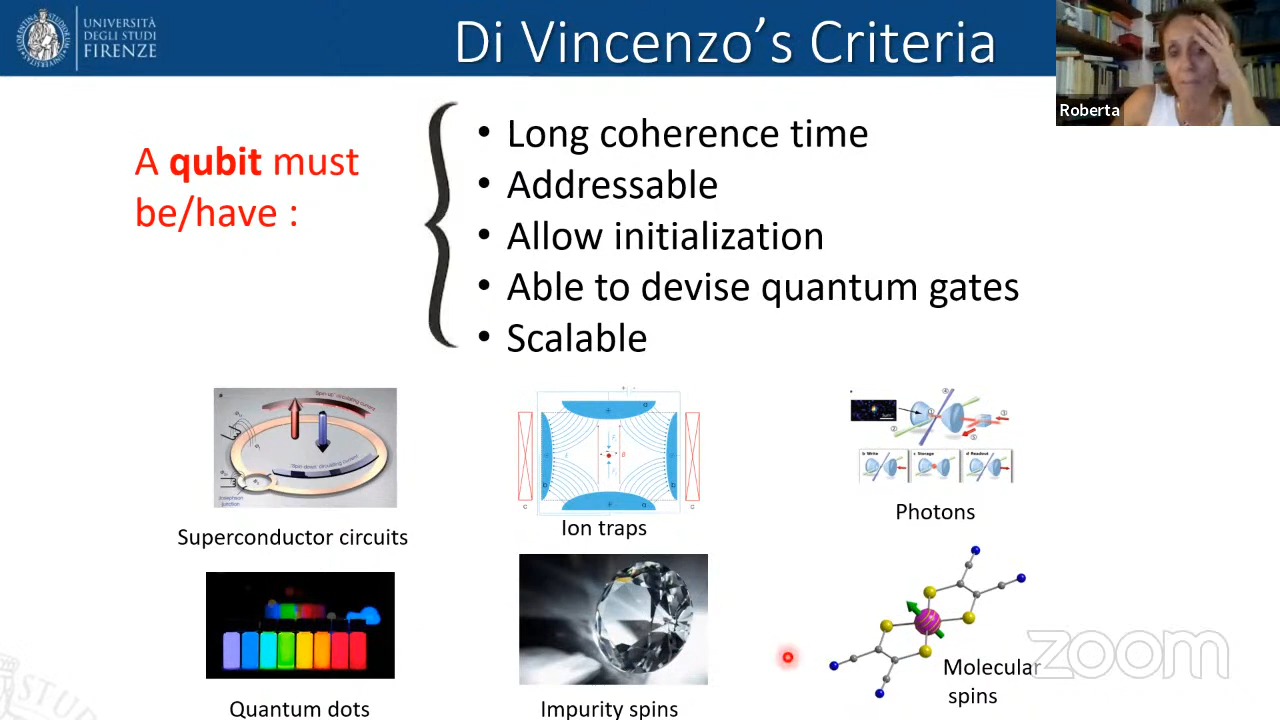 UNIVERSITÀ
DEGLI STUDI
FIRENZE
Di Vincenzo's Criteria
Roberta
A qubit must
be/have :
• Long coherence time
• Addressable
• Allow initialization
• Able to devise quantum gates
• Scalable
Superconductor circuits
Ion traps
Photons
Quantum dots
Impurity spins
Molecular
spins
zoom